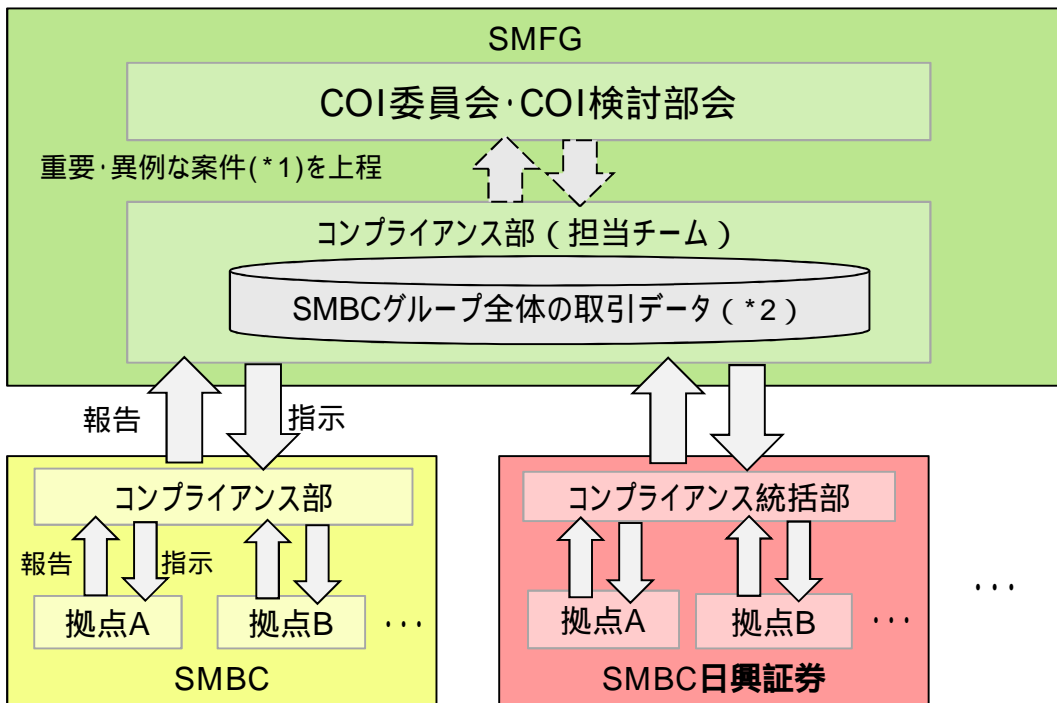 SMFG
COI委員会・COI検討部会
重要・異例な案件(*1)を上程
コンプライアンス部(担当チーム)
SMBCグループ全体の取引データ(*2)
報告
指示
コンプライアンス部
報告
指示
拠点A
拠点B
･･･
SMBC
コンプライアンス統括部
拠点A
拠点B
･･･
SMBC日興証券
･･･